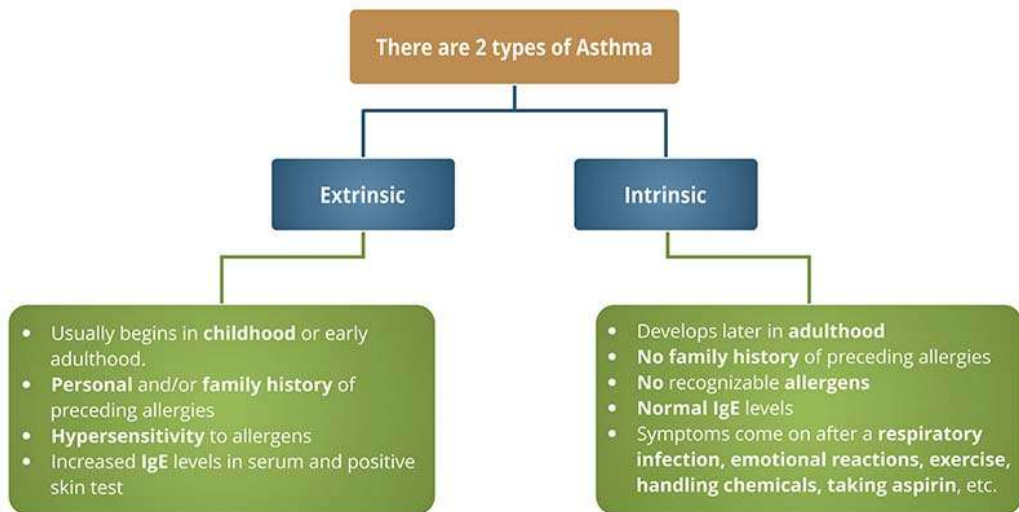 There are 2 types of Asthma
Extrinsic
Intrinsic
• Usually begins in childhood or early
adulthood.
• Personal and/or family history of
preceding allergies
• Hypersensitivity to allergens
• Increased IgE levels in serum and positive
skin test
• Develops later in adulthood
• No family history of preceding allergies
• No recognizable allergens
• Normal IgE levels
• Symptoms come on after a respiratory
infection, emotional reactions, exercise,
handling chemicals, taking aspirin, etc.